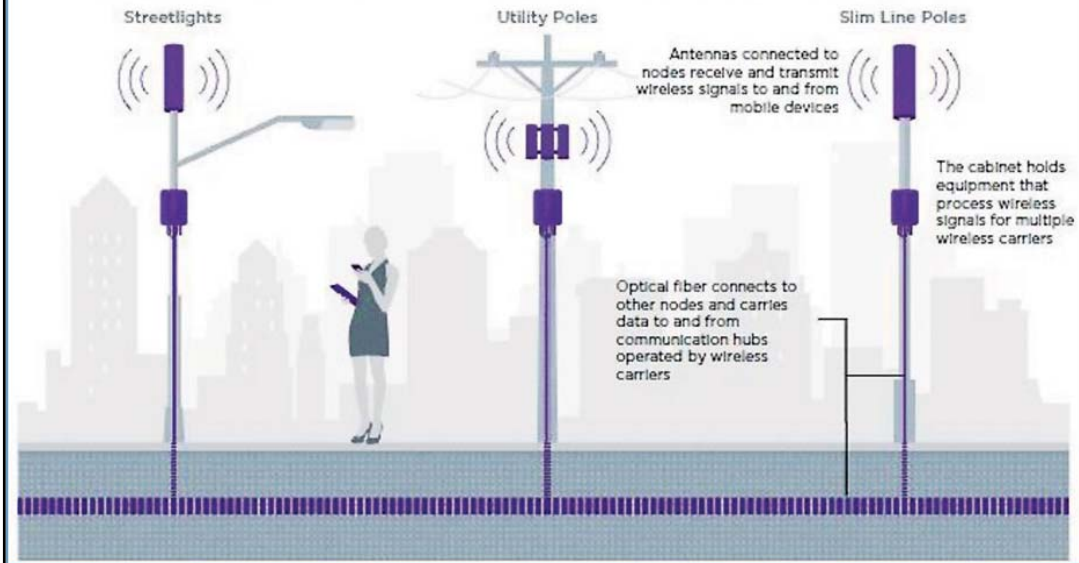 Streetlights
Utility Poles
Slim Line Poles
Antennas connected to
nodes receive and transmit
wireless signals to and from
mobile devices
The cabinet holds
equipment that
process wireless
signals for multiple
wireless carriers
Optical fiber connects to
other nodes and carries
data to and from
communication hubs
operated by wireless
carriers